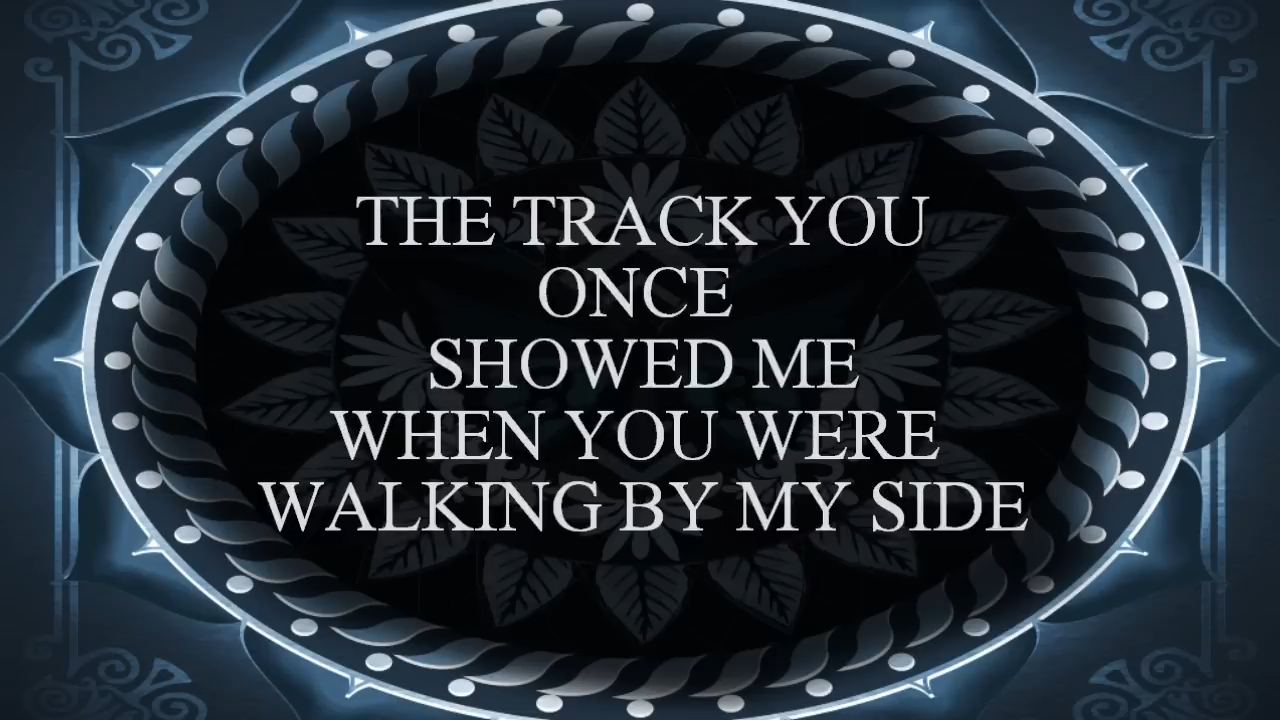 THE TRACK YOU
ONCE
SHOWED ME
WHEN YOU WERE
WALKING BY MY SIDE